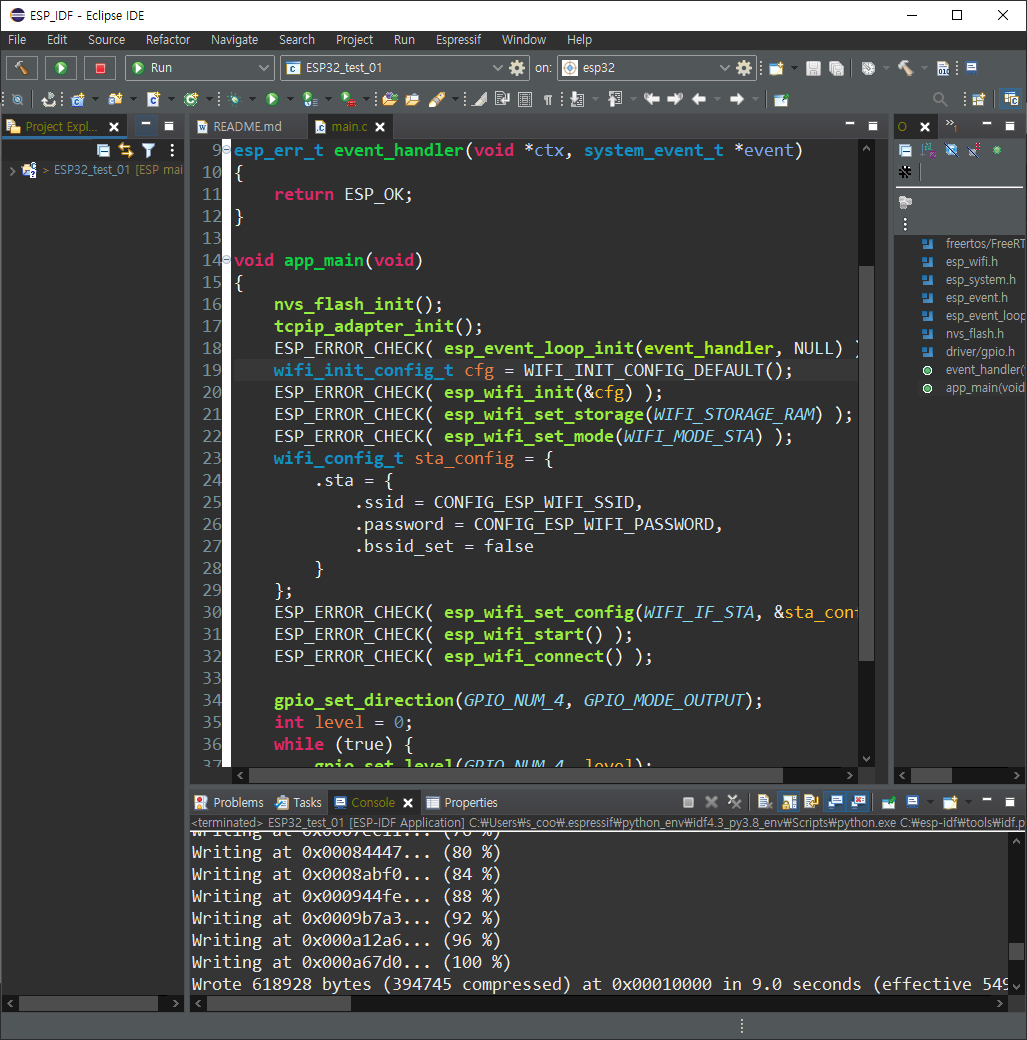 ESP_IDF - Eclipse IDE
File Edit Source Refactor Navigate Search Project Run Espressif Window Help
Run ESP32_test_01 on: esp32
Project Expl...
README.md main.c
ESP32_test_01 [ESP mai
9 esp_err_t event_handler(void *ctx, system_event_t *event)
10 {
11 return ESP_OK;
12 }
13
14 void app_main(void)
15 {
16 nvs_flash_init();
17 tcpip_adapter_init();
18 ESP_ERROR_CHECK( esp_event_loop_init(event_handler, NULL) )
19 wifi_init_config_t cfg = WIFI_INIT_CONFIG_DEFAULT();
20 ESP_ERROR_CHECK( esp_wifi_init(&cfg) );
21 ESP_ERROR_CHECK( esp_wifi_set_storage(WIFI_STORAGE_RAM) );
22 ESP_ERROR_CHECK( esp_wifi_set_mode(WIFI_MODE_STA) );
23 wifi_config_t sta_config = {
24 .sta = {
25 .ssid = CONFIG_ESP_WIFI_SSID,
26 .password = CONFIG_ESP_WIFI_PASSWORD,
27 .bssid_set = false
28 }
29 };
30 ESP_ERROR_CHECK( esp_wifi_set_config(WIFI_IF_STA, &sta_conf
31 ESP_ERROR_CHECK( esp_wifi_start() );
32 ESP_ERROR_CHECK( esp_wifi_connect() );
33
34 gpio_set_direction(GPIO_NUM_4, GPIO_MODE_OUTPUT);
35 int level = 0;
36 while (true) {
37 gpio_set_level(GPIO_NUM_4, level);
freertos/FreeRT
esp_wifi.h
esp_system.h
esp_event.h
esp_event_loop
nvs_flash.h
driver/gpio.h
event_handler(
app_main(void
Problems Tasks Console Properties
<terminated> ESP32_test_01 [ESP-IDF Application] C:₩Users₩s_coo₩.espressif₩python_env₩idf4.3_py3.8_env₩Scripts₩python.exe C:₩esp-idf₩tools₩idf.p
Writing at 0x00084447... (80 %)
Writing at 0x0008abf0... (84 %)
Writing at 0x000944fe... (88 %)
Writing at 0x0009b7a3... (92 %)
Writing at 0x000a12a6... (96 %)
Writing at 0x000a67d0... (100 %)
Wrote 618928 bytes (394745 compressed) at 0x00010000 in 9.0 seconds (effective 549